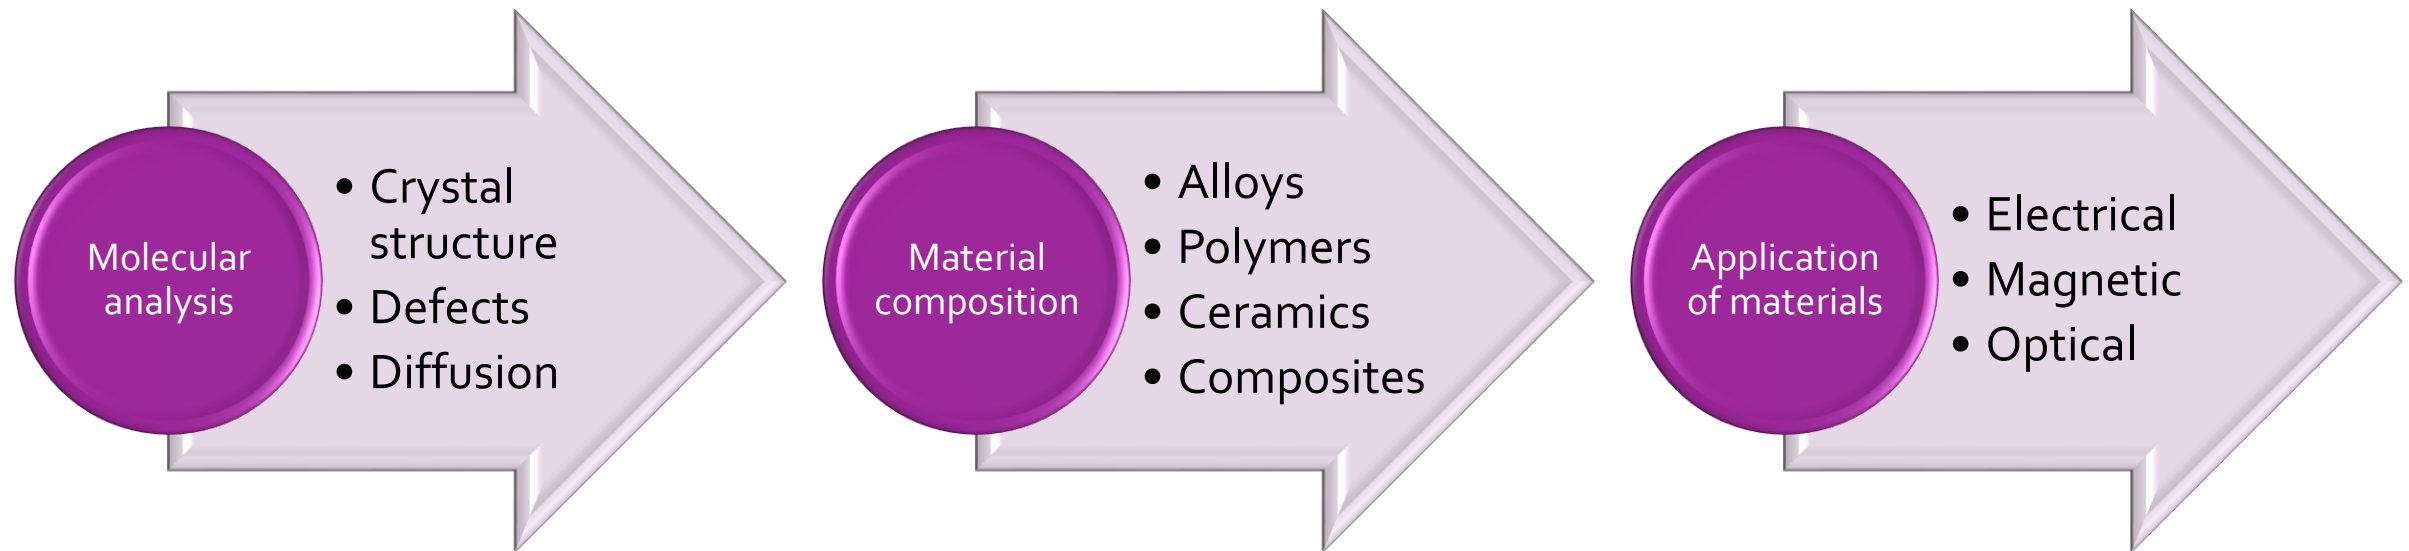 Molecular
analysis
• Crystal
structure
• Defects
• Diffusion
Material
composition
• Alloys
• Polymers
• Ceramics
• Composites
Application
of materials
• Electrical
• Magnetic
• Optical